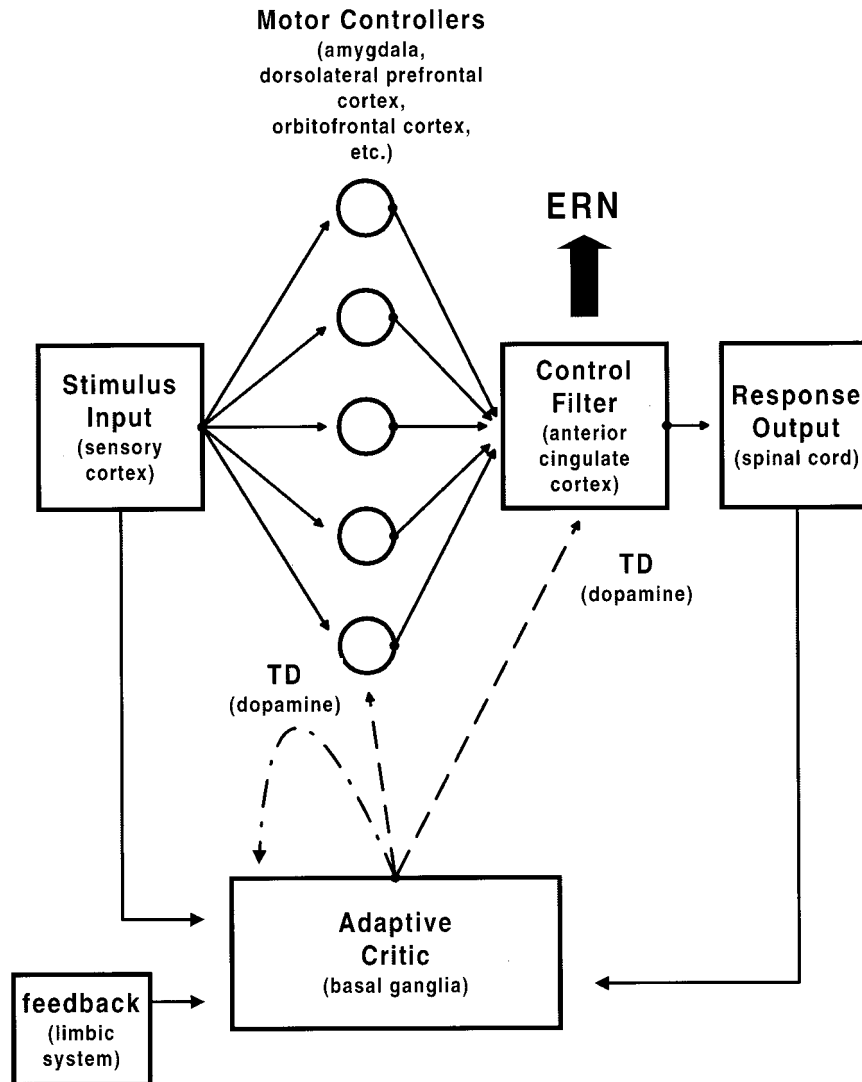 Motor Controllers
(amygdala,
dorsolateral prefrontal
cortex,
orbitofrontal cortex,
etc.)
ERN
Stimulus
Input
(sensory
cortex)
Control
Filter
(anterior
cingulate
cortex)
Response
Output
(spinal cord)
TD
(dopamine)
TD
(dopamine)
Adaptive
Critic
(basal ganglia)
feedback
(limbic
system)